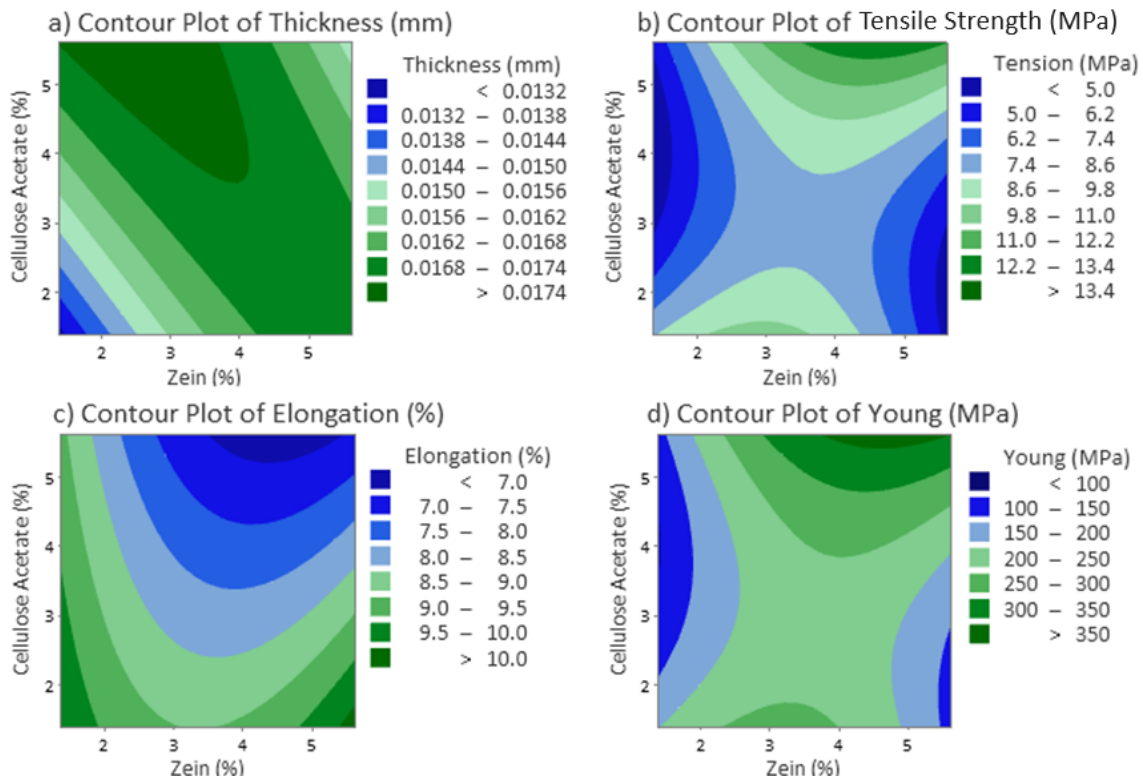 a) Contour Plot of Thickness (mm)
Thickness (mm)
< 0.0132
0.0132 – 0.0138
0.0138 – 0.0144
0.0144 – 0.0150
0.0150 – 0.0156
0.0156 – 0.0162
0.0162 – 0.0168
0.0168 – 0.0174
> 0.0174
Cellulose Acetate (%)
5
4
3
2
2 3 4 5
Zein (%)
b) Contour Plot of Tensile Strength (MPa)
Tension (MPa)
< 5.0
5.0 – 6.2
6.2 – 7.4
7.4 – 8.6
8.6 – 9.8
9.8 – 11.0
11.0 – 12.2
12.2 – 13.4
> 13.4
Cellulose Acetate (%)
5
4
3
2
2 3 4 5
Zein (%)
c) Contour Plot of Elongation (%)
Elongation (%)
< 7.0
7.0 – 7.5
7.5 – 8.0
8.0 – 8.5
8.5 – 9.0
9.0 – 9.5
9.5 – 10.0
> 10.0
Cellulose Acetate (%)
5
4
3
2
2 3 4 5
Zein (%)
d) Contour Plot of Young (MPa)
Young (MPa)
< 100
100 – 150
150 – 200
200 – 250
250 – 300
300 – 350
> 350
Cellulose Acetate (%)
5
4
3
2
2 3 4 5
Zein (%)